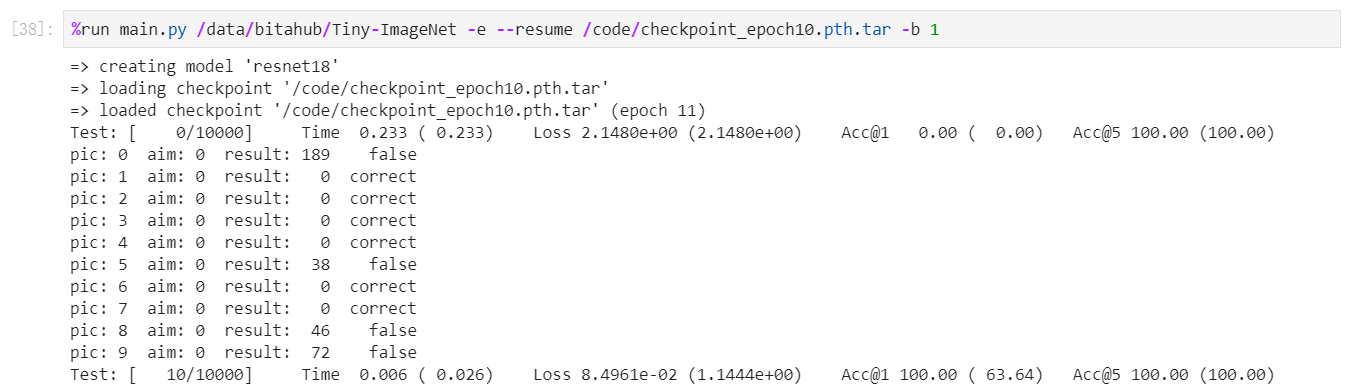 [38]: %run main.py /data/bitahub/Tiny-ImageNet -e --resume /code/checkpoint_epoch10.pth.tar -b 1
=> creating model 'resnet18'
=> loading checkpoint '/code/checkpoint_epoch10.pth.tar'
=> loaded checkpoint '/code/checkpoint_epoch10.pth.tar' (epoch 11)
Test: [    0/10000]     Time  0.233 ( 0.233)    Loss 2.1480e+00 (2.1480e+00)    Acc@1   0.00 (  0.00)   Acc@5 100.00 (100.00)
pic: 0  aim: 0  result: 189    false
pic: 1  aim: 0  result:   0  correct
pic: 2  aim: 0  result:   0  correct
pic: 3  aim: 0  result:   0  correct
pic: 4  aim: 0  result:   0  correct
pic: 5  aim: 0  result:  38    false
pic: 6  aim: 0  result:   0  correct
pic: 7  aim: 0  result:   0  correct
pic: 8  aim: 0  result:  46    false
pic: 9  aim: 0  result:  72    false
Test: [   10/10000]     Time  0.006 ( 0.026)    Loss 8.4961e-02 (1.1444e+00)    Acc@1 100.00 ( 63.64)   Acc@5 100.00 (100.00)